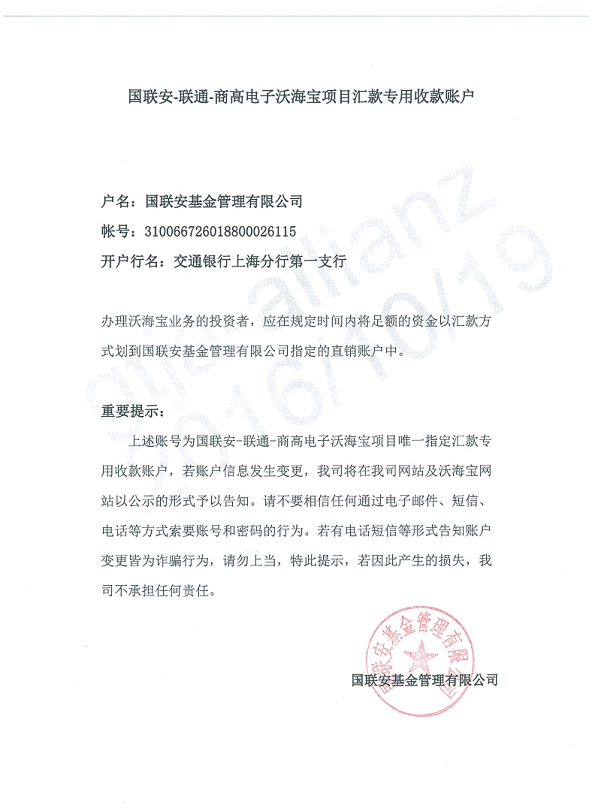 国联安-联通-商高电子沃海宝项目汇款专用收款账户
户名：国联安基金管理有限公司
帐号：310066726018800026115
开户行名：交通银行上海分行第一支行
办理沃海宝业务的投资者，应在规定时间内将足额的资金以汇款方
式划到国联安基金管理有限公司指定的直销账户中。
重要提示：
上述账号为国联安-联通-商高电子沃海宝项目唯一指定汇款专
用收款账户，若账户信息发生变更，我司将在我司网站及沃海宝网
站以公示的形式予以告知。请不要相信任何通过电子邮件、短信、
电话等方式索要账号和密码的行为。若有电话短信等形式告知账户
变更皆为诈骗行为，请勿上当，特此提示，若因此产生的损失，我
司不承担任何责任。
国联安基金管理有限公司
国联安基金管理有限公司
gtja-allianz
2016/10/19